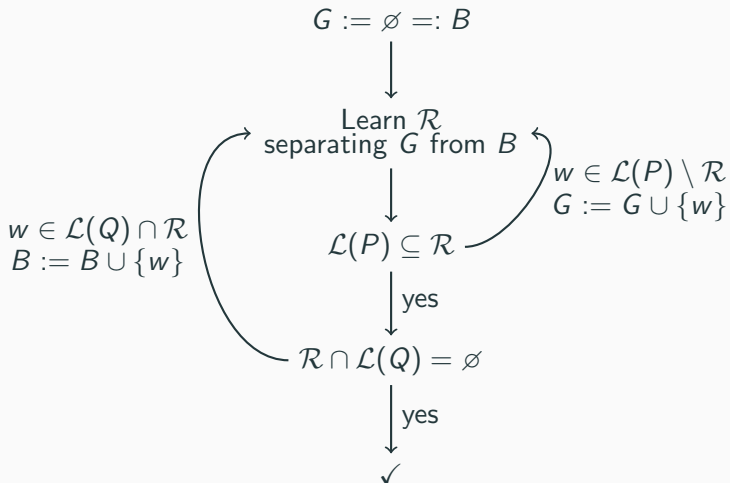 G := ∅ =: B
Learn ℛ
separating G from B
w ∈ ℒ(P) \ ℛ
G := G ∪ {w}
w ∈ ℒ(Q) ∩ ℛ
B := B ∪ {w}
ℒ(P) ⊆ ℛ
yes
ℛ ∩ ℒ(Q) = ∅
yes
✓